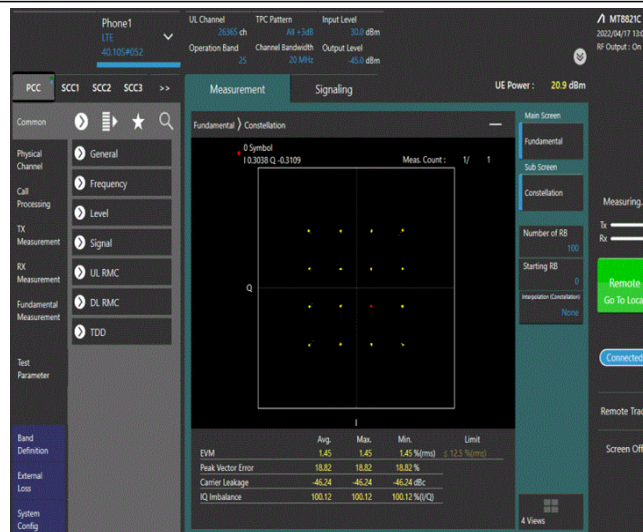 Phone1
LTE
40.10S#052
UL Channel
26365 ch
TPC Pattern
All +3dB
Input Level
30.0 dBm
Operation Band
25
Channel Bandwidth
20 MHz
Output Level
-45.0 dBm
MT8821C
2022/04/17 13:0
RF Output : On
PCC SCC1 SCC2 SCC3 >>
Measurement Signaling
UE Power : 20.9 dBm
Common
Physical
Channel
Call
Processing
TX
Measurement
RX
Measurement
Fundamental
Measurement
Test
Parameter
Band
Definition
External
Loss
System
Config
General
Frequency
Level
Signal
UL RMC
DL RMC
TDD
Fundamental 〉 Constellation
0 Symbol
I 0.3038 Q -0.3109
Meas. Count : 1/ 1
Q
I
Avg. Max. Min. Limit
EVM 1.45 1.45 1.45 %(rms) ≤ 12.5 %(rms)
Peak Vector Error 18.82 18.82 18.82 %
Carrier Leakage -46.24 -46.24 -46.24 dBc
IQ Imbalance 100.12 100.12 100.12 %(I/Q)
Main Screen
Fundamental
Sub Screen
Constellation
Number of RB
100
Starting RB
0
Interpolation (Constellation)
None
4 Views
Measuring..
Tx
Rx
Remote
Go To Loca
Connected
Remote Trac
Screen Off